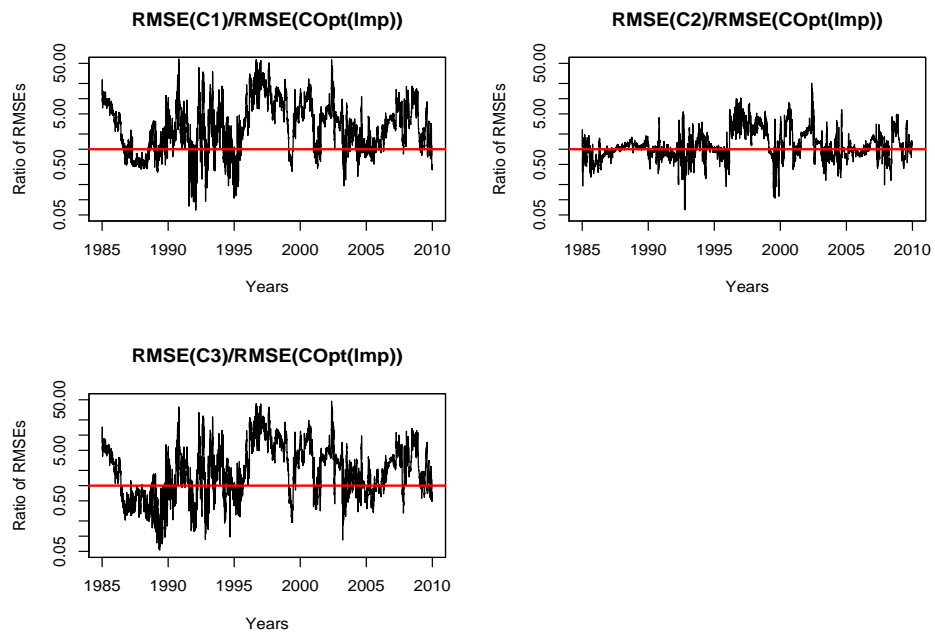 RMSE(C1)/RMSE(COpt(Imp))
Ratio of RMSEs
50.00
5.00
0.50
0.05
1985 1990 1995 2000 2005 2010
Years
RMSE(C2)/RMSE(COpt(Imp))
Ratio of RMSEs
50.00
5.00
0.50
0.05
1985 1990 1995 2000 2005 2010
Years
RMSE(C3)/RMSE(COpt(Imp))
Ratio of RMSEs
50.00
5.00
0.50
0.05
1985 1990 1995 2000 2005 2010
Years